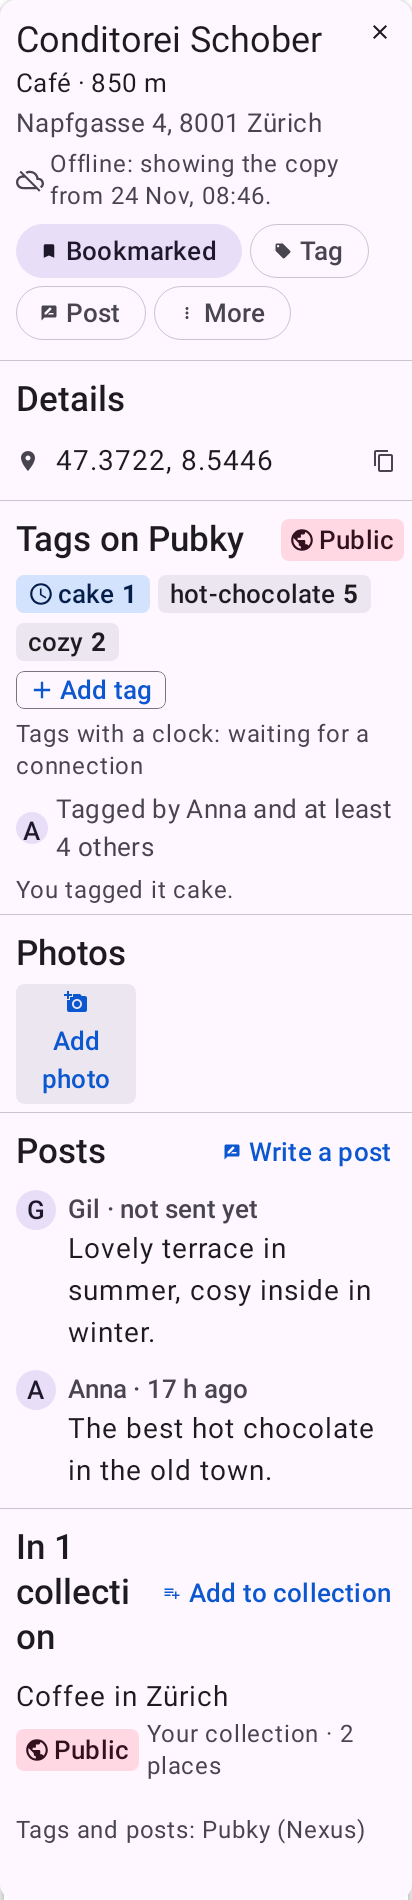 Conditorei Schober
Café · 850 m
Napfgasse 4, 8001 Zürich
Offline: showing the copy
from 24 Nov, 08:46.
Bookmarked
Tag
Post
More
Details
47.3722, 8.5446
Tags on Pubky
Public
cake 1
hot-chocolate 5
cozy 2
Add tag
Tags with a clock: waiting for a
connection
A
Tagged by Anna and at least
4 others
You tagged it cake.
Photos
Add
photo
Posts
Write a post
G
Gil · not sent yet
Lovely terrace in
summer, cosy inside in
winter.
A
Anna · 17 h ago
The best hot chocolate
in the old town.
In 1
collecti
on
Add to collection
Coffee in Zürich
Public
Your collection · 2
places
Tags and posts: Pubky (Nexus)